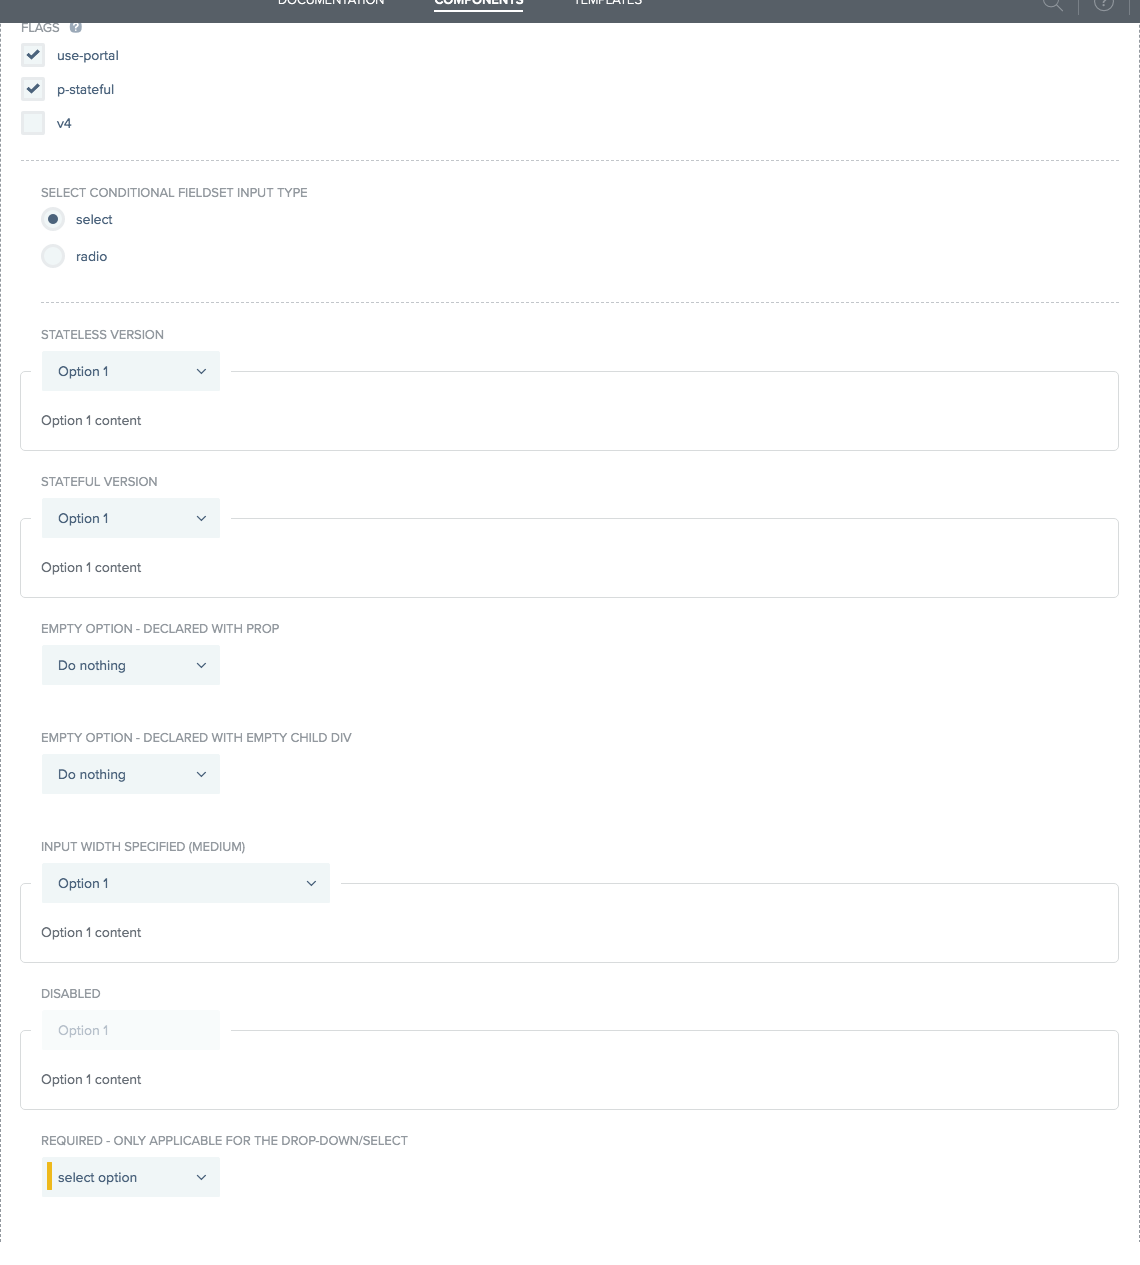 DOCUMENTATION COMPONENTS TEMPLATES
FLAGS ?
use-portal
p-stateful
v4
SELECT CONDITIONAL FIELDSET INPUT TYPE
select
radio
STATELESS VERSION
Option 1
Option 1 content
STATEFUL VERSION
Option 1
Option 1 content
EMPTY OPTION - DECLARED WITH PROP
Do nothing
EMPTY OPTION - DECLARED WITH EMPTY CHILD DIV
Do nothing
INPUT WIDTH SPECIFIED (MEDIUM)
Option 1
Option 1 content
DISABLED
Option 1
Option 1 content
REQUIRED - ONLY APPLICABLE FOR THE DROP-DOWN/SELECT
select option